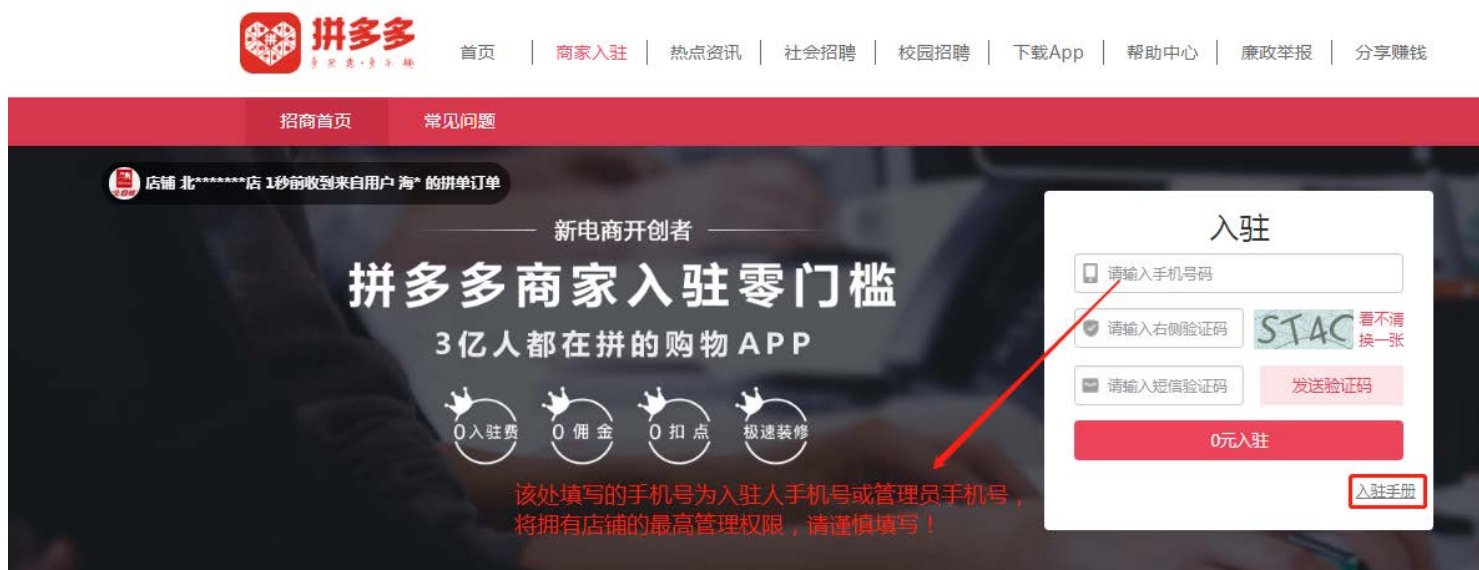 拼多多
多实惠·多乐趣
首页 | 商家入驻 | 热点资讯 | 社会招聘 | 校园招聘 | 下载App | 帮助中心 | 廉政举报 | 分享赚钱
招商首页 常见问题
店铺 北*******店 1秒前收到来自用户 海* 的拼单订单
新电商开创者
拼多多商家入驻零门槛
3亿人都在拼的购物APP
0入驻费 0佣金 0扣点 极速装修
该处填写的手机号为入驻人手机号或管理员手机号，
将拥有店铺的最高管理权限，请谨慎填写！
入驻
请输入手机号码
请输入右侧验证码 STAC 看不清
换一张
请输入短信验证码 发送验证码
0元入驻
入驻手册